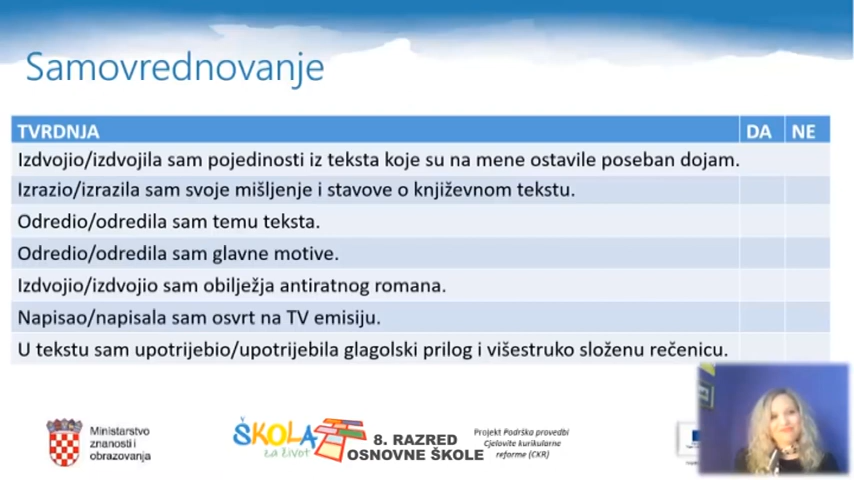 Samovrednovanje
TVRDNJA DA NE
Izdvojio/izdvojila sam pojedinosti iz teksta koje su na mene ostavile poseban dojam.
Izrazio/izrazila sam svoje mišljenje i stavove o književnom tekstu.
Odredio/odredila sam temu teksta.
Odredio/odredila sam glavne motive.
Izdvojio/izdvojio sam obilježja antiratnog romana.
Napisao/napisala sam osvrt na TV emisiju.
U tekstu sam upotrijebio/upotrijebila glagolski prilog i višestruko složenu rečenicu.
Ministarstvo
znanosti i
obrazovanja
ŠKOLA
za život
8. RAZRED
OSNOVNE ŠKOLE
Projekt Podrška provedbi
Cjelovite kurikularne
reforme (CKR)